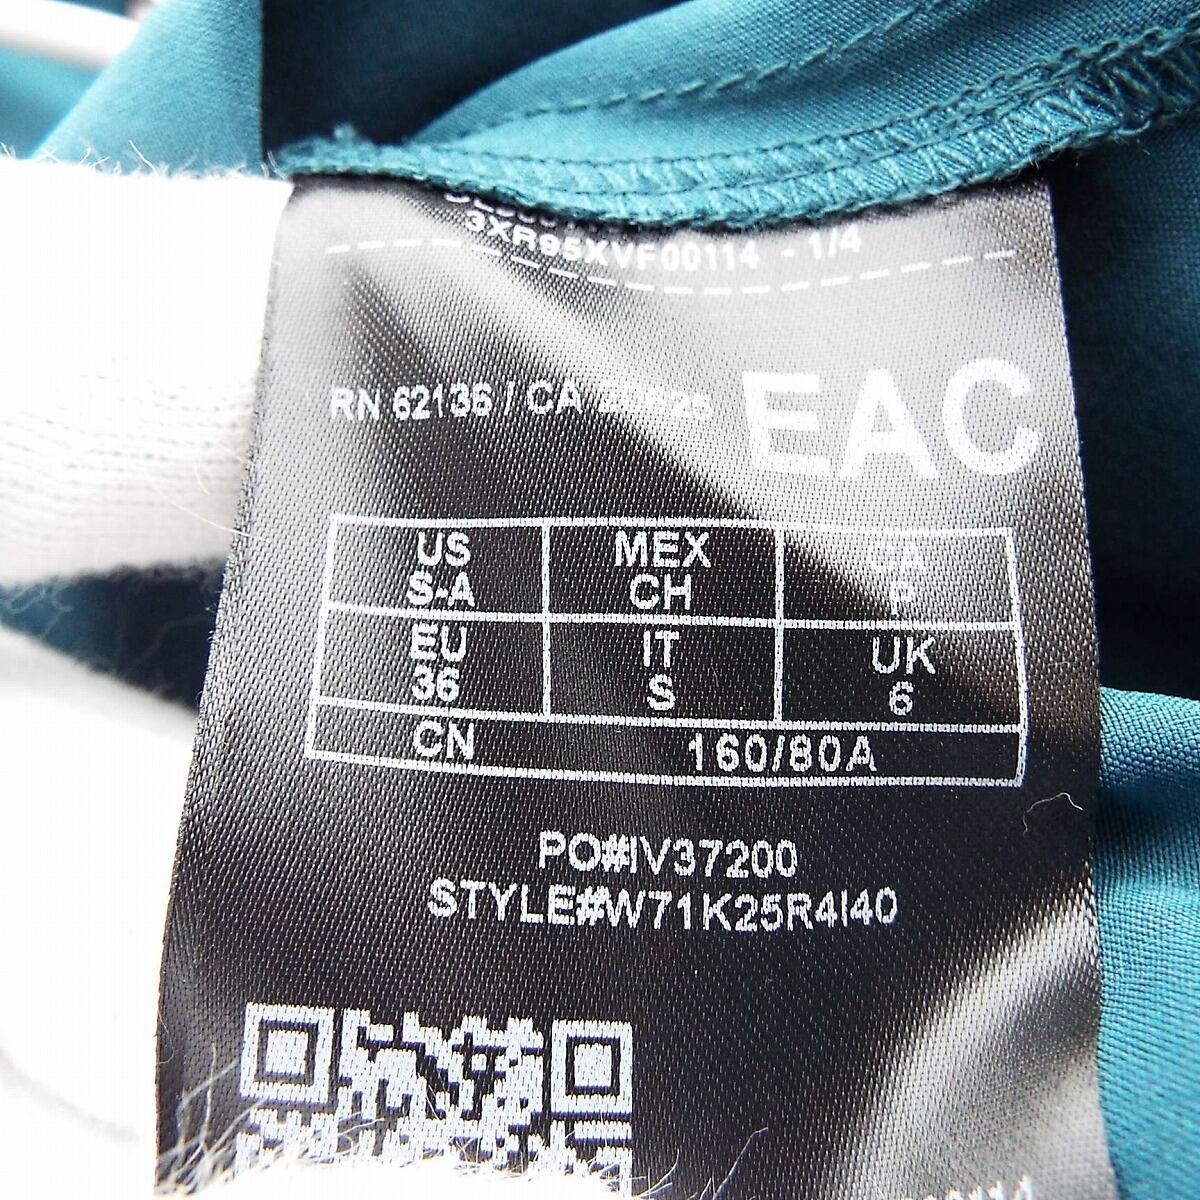 3XR95XVF00114 - 1/4
RN 62136 / CA
EAC
US MEX CA
S-A CH P
EU IT UK
36 S 6
CN 160/80A
PO#IV37200
STYLE#W71K25R4I40